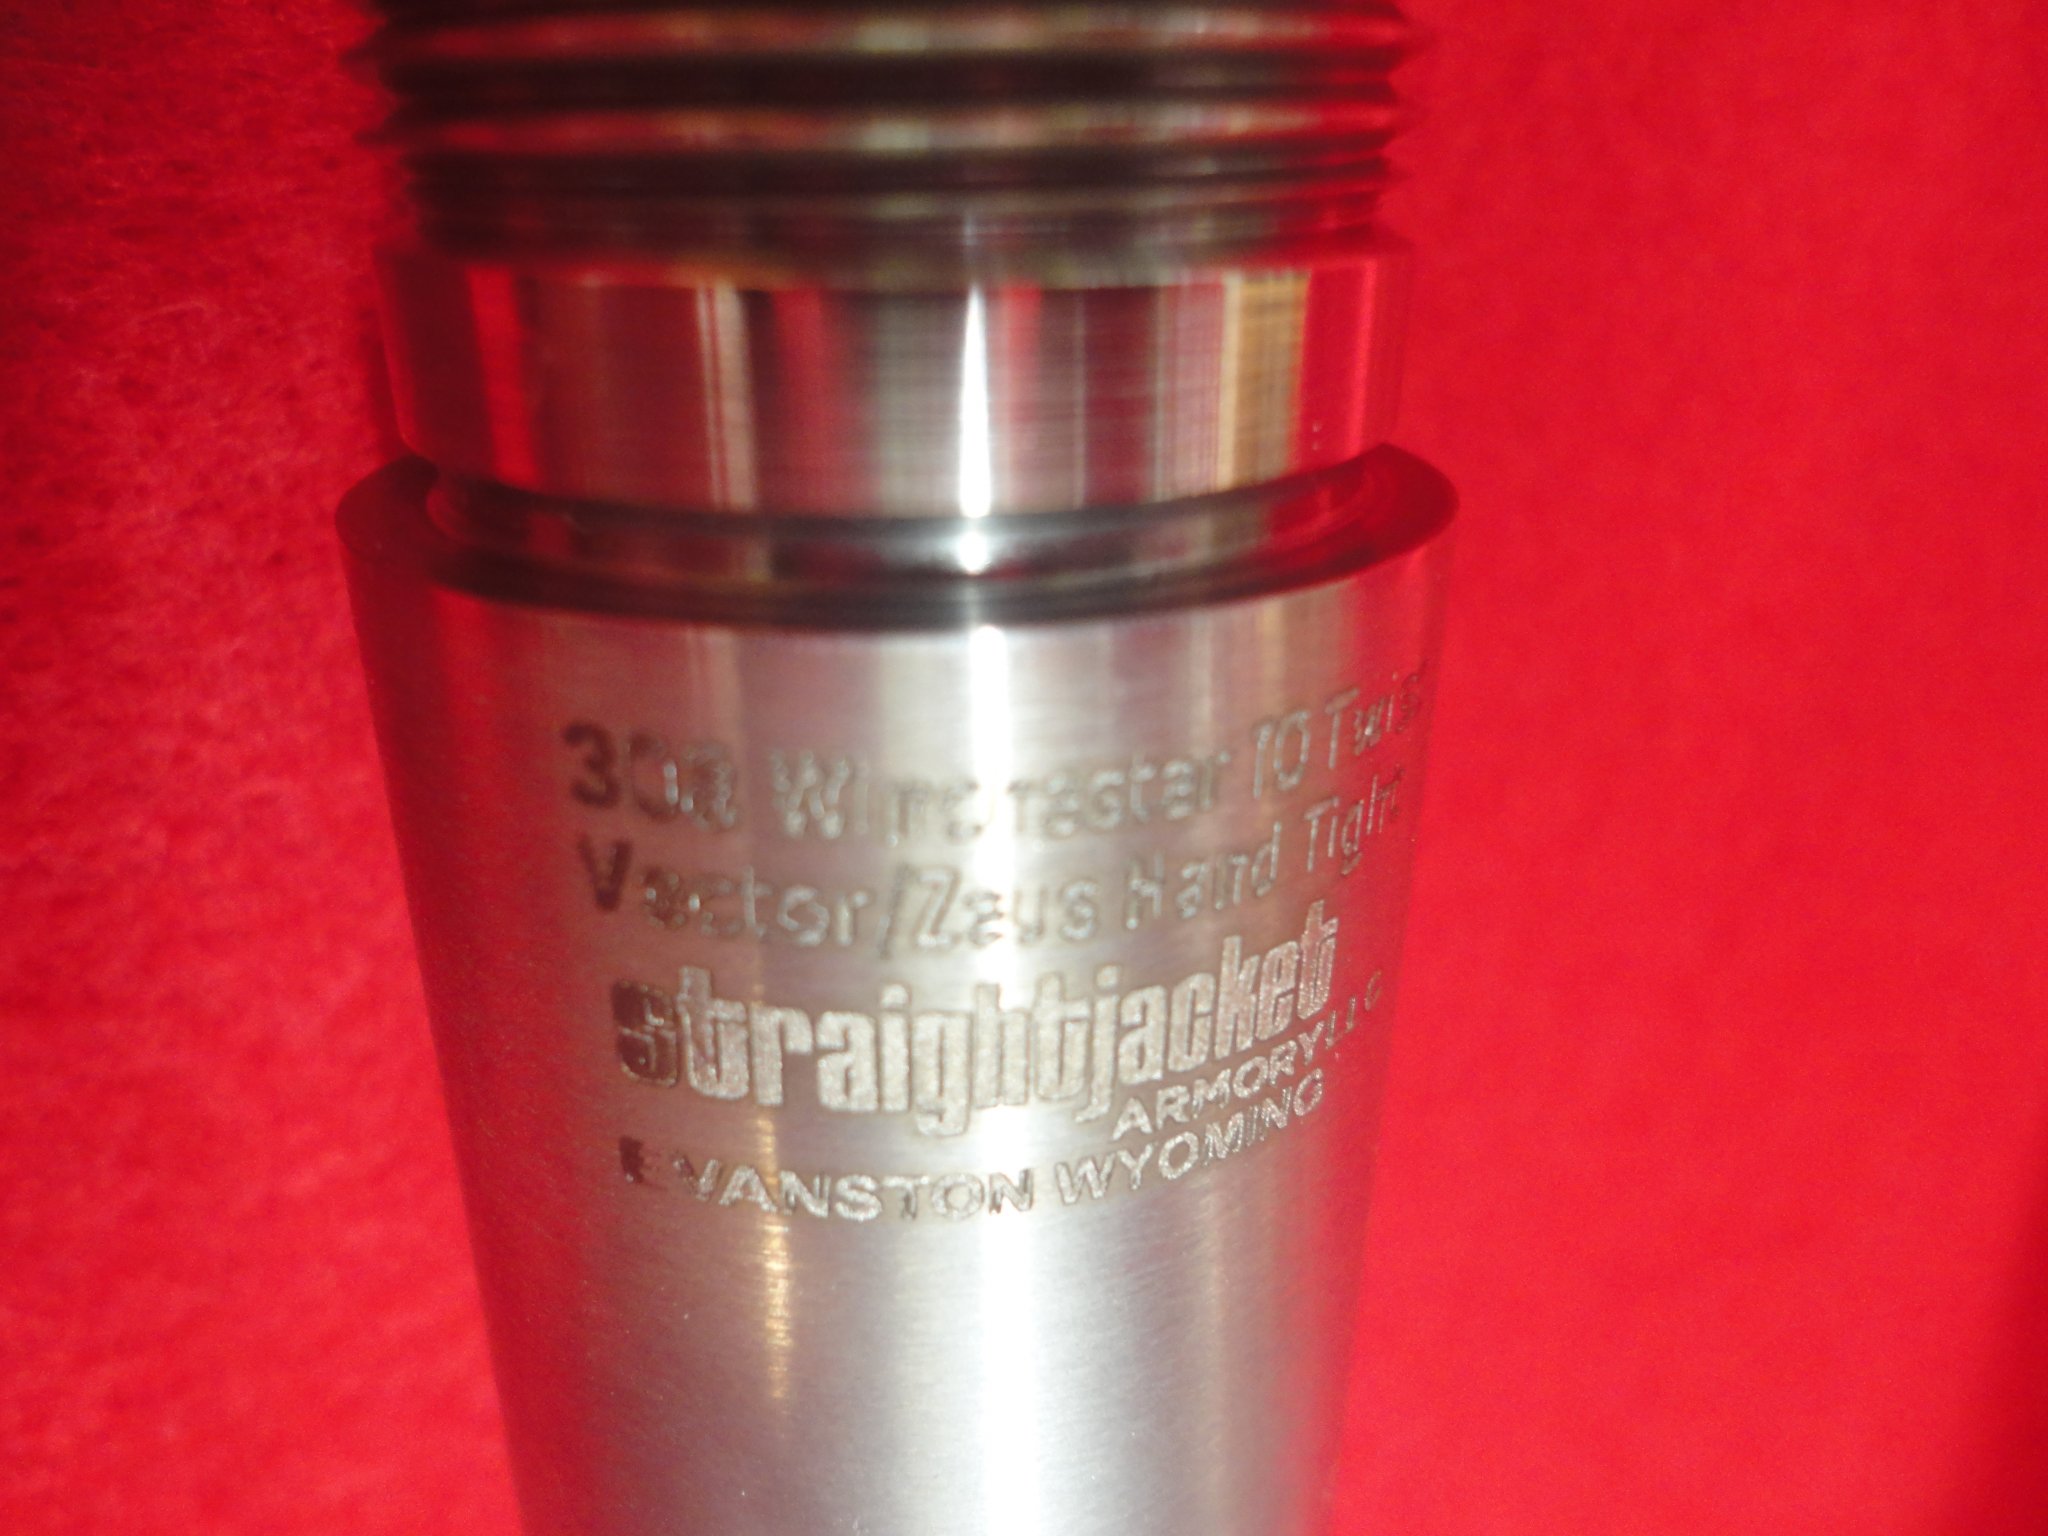 308 Winchester 10 Twist
Vector/Zeus Hand Tight
straightjacket
ARMORY LLC
EVANSTON WYOMING